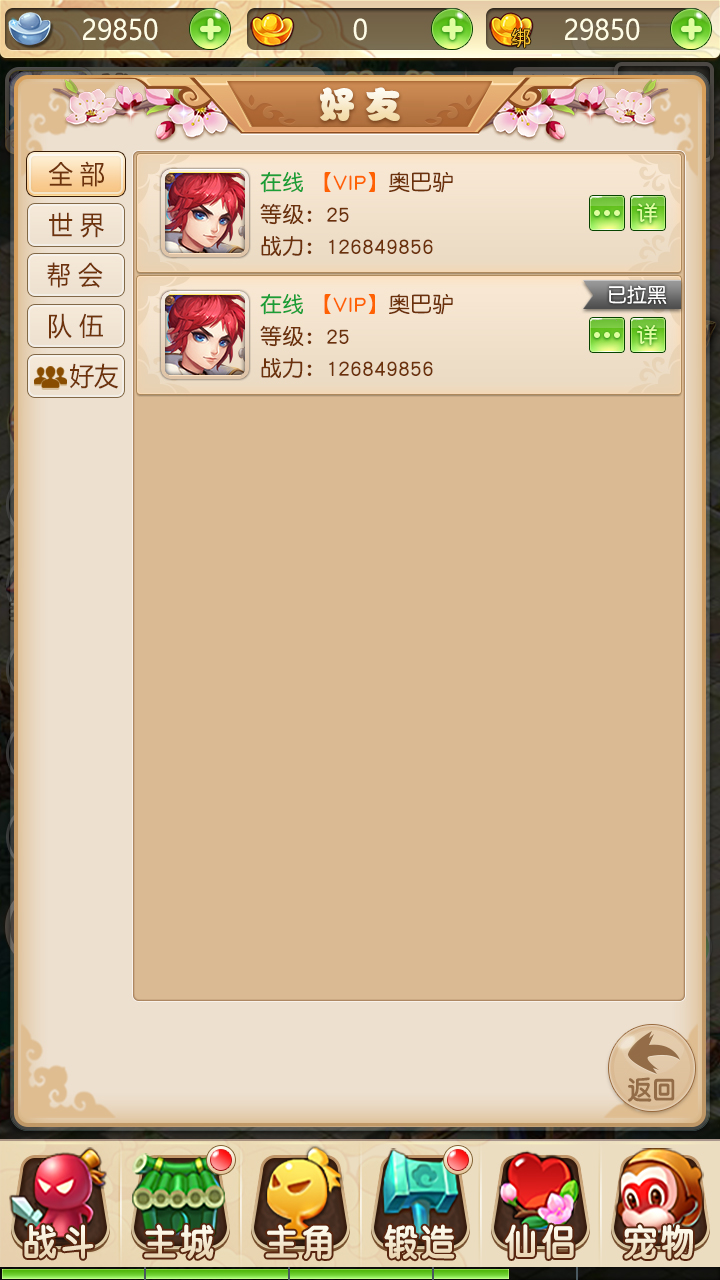 29850
0
绑
29850
好友
全部
世界
帮会
队伍
好友
在线 【VIP】奥巴驴
等级：25
战力：126849856
详
已拉黑
在线 【VIP】奥巴驴
等级：25
战力：126849856
详
返回
战斗 主城 主角 锻造 仙侣 宠物